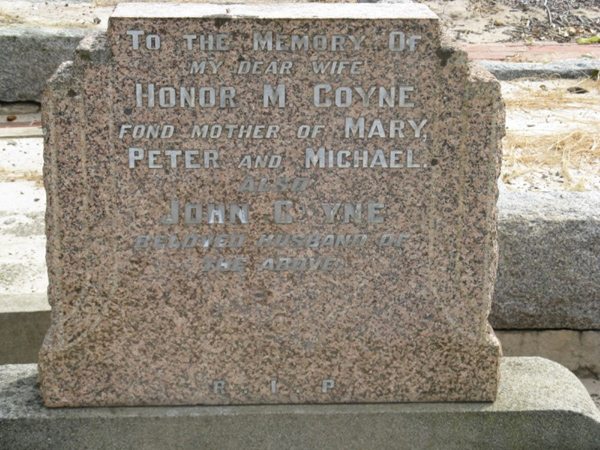 To The Memory Of
MY DEAR WIFE
HONOR M COYNE
FOND MOTHER OF MARY,
PETER AND MICHAEL.
ALSO
JOHN C YNE
BELOVED HUSBAND OF
THE ABOVE.
R I P